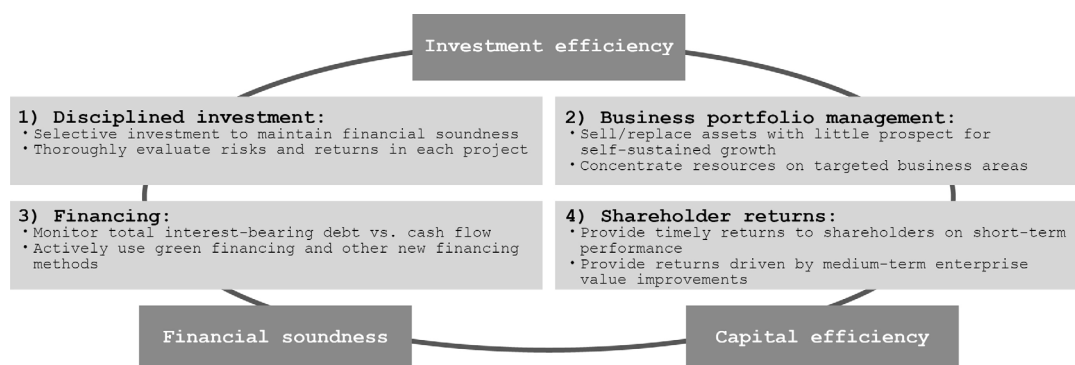 Investment efficiency
1) Disciplined investment:
・Selective investment to maintain financial soundness
・Thoroughly evaluate risks and returns in each project
2) Business portfolio management:
・Sell/replace assets with little prospect for
self-sustained growth
・Concentrate resources on targeted business areas
3) Financing:
・Monitor total interest-bearing debt vs. cash flow
・Actively use green financing and other new financing
methods
4) Shareholder returns:
・Provide timely returns to shareholders on short-term
performance
・Provide returns driven by medium-term enterprise
value improvements
Financial soundness
Capital efficiency